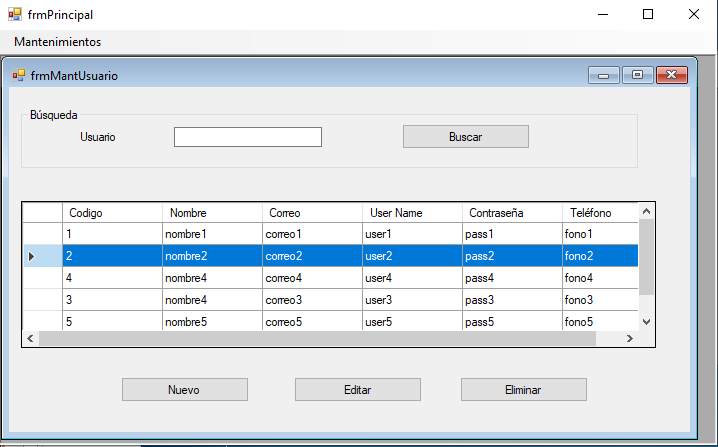 frmPrincipal
Mantenimientos
frmMantUsuario
Búsqueda
Usuario Buscar
Codigo Nombre Correo User Name Contraseña Teléfono
1 nombre1 correo1 user1 pass1 fono1
2 nombre2 correo2 user2 pass2 fono2
4 nombre4 correo4 user4 pass4 fono4
3 nombre4 correo3 user3 pass3 fono3
5 nombre5 correo5 user5 pass5 fono5
Nuevo Editar Eliminar